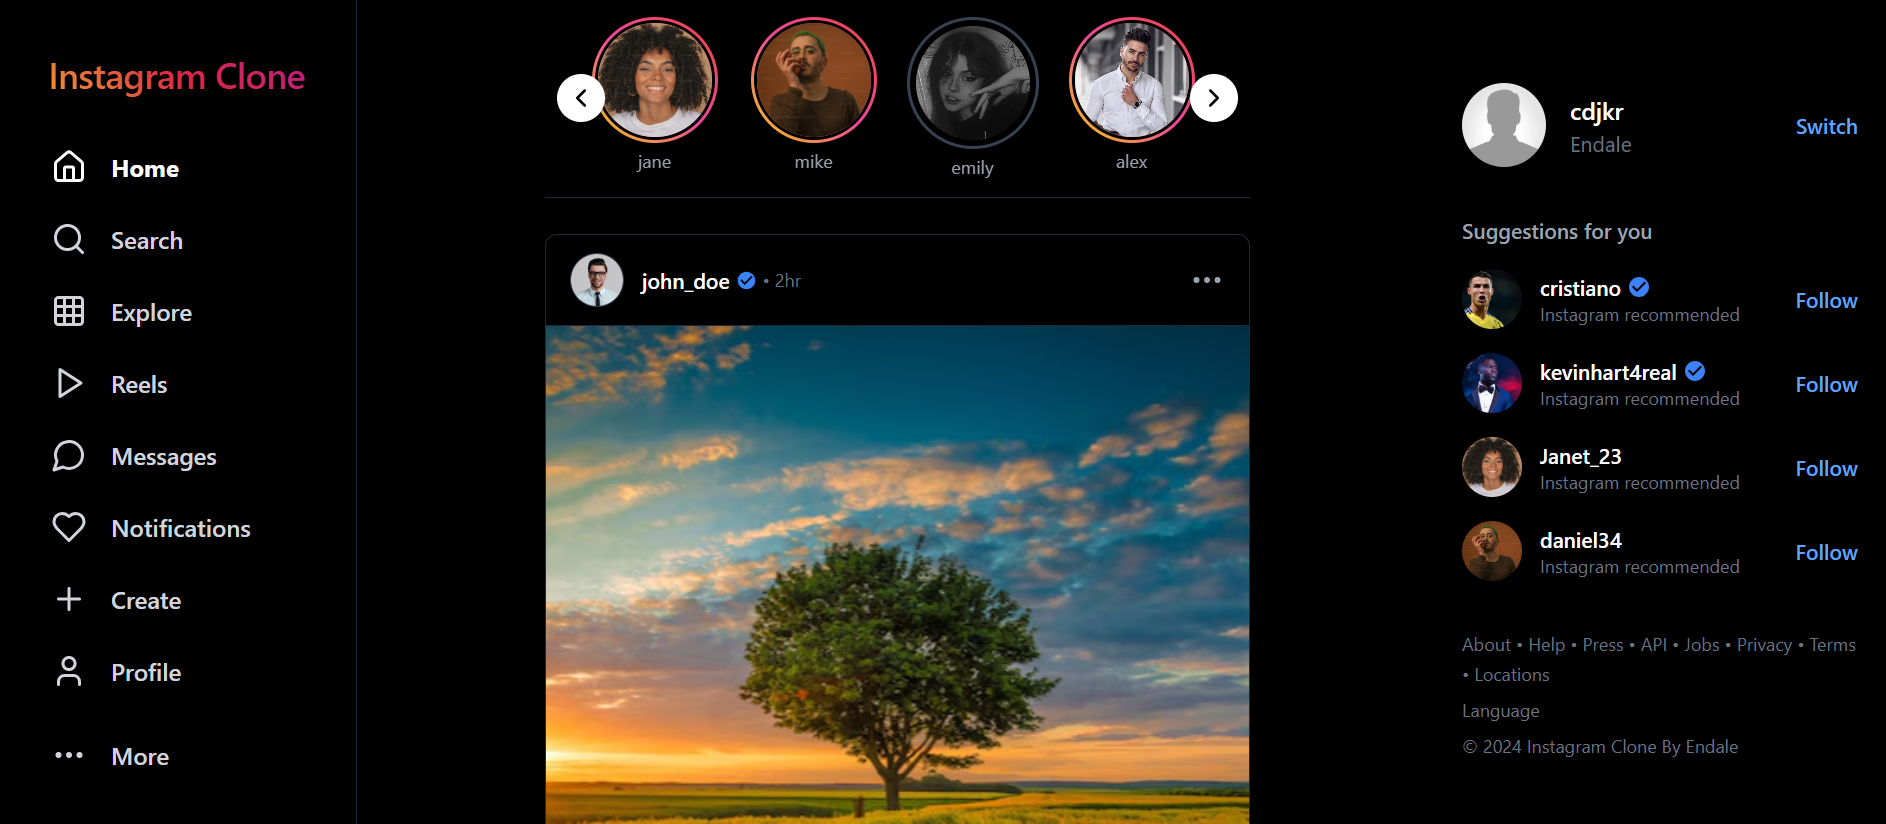 Instagram Clone
Home
Search
Explore
Reels
Messages
Notifications
Create
Profile
More
jane
mike
emily
alex
john_doe • 2hr
cdjkr
Endale
Switch
Suggestions for you
cristiano
Instagram recommended
Follow
kevinhart4real
Instagram recommended
Follow
Janet_23
Instagram recommended
Follow
daniel34
Instagram recommended
Follow
About • Help • Press • API • Jobs • Privacy • Terms
• Locations
Language
© 2024 Instagram Clone By Endale